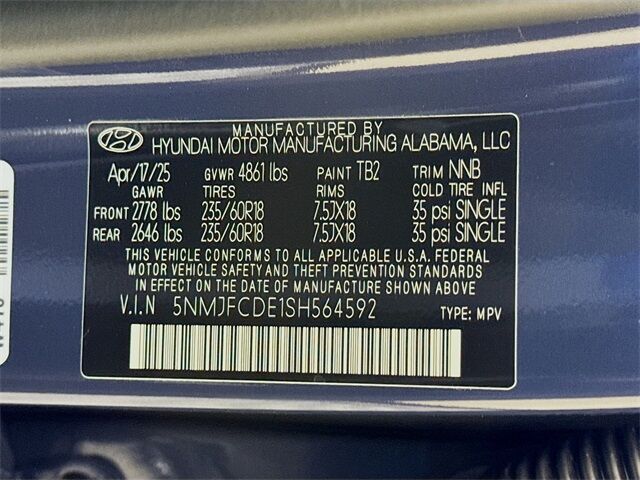 MANUFACTURED BY
HYUNDAI MOTOR MANUFACTURING ALABAMA, LLC
Apr/17/25 GVWR 4861 lbs PAINT TB2 TRIM NNB
GAWR TIRES RIMS COLD TIRE INFL
FRONT 2778 lbs 235/60R18 7.5JX18 35 psi SINGLE
REAR 2646 lbs 235/60R18 7.5JX18 35 psi SINGLE
THIS VEHICLE CONFORMS TO ALL APPLICABLE U.S.A. FEDERAL
MOTOR VEHICLE SAFETY AND THEFT PREVENTION STANDARDS
IN EFFECT ON THE DATE OF MANUFACTURE SHOWN ABOVE.
V.I.N 5NMJFCDE1SH564592
TYPE: MPV